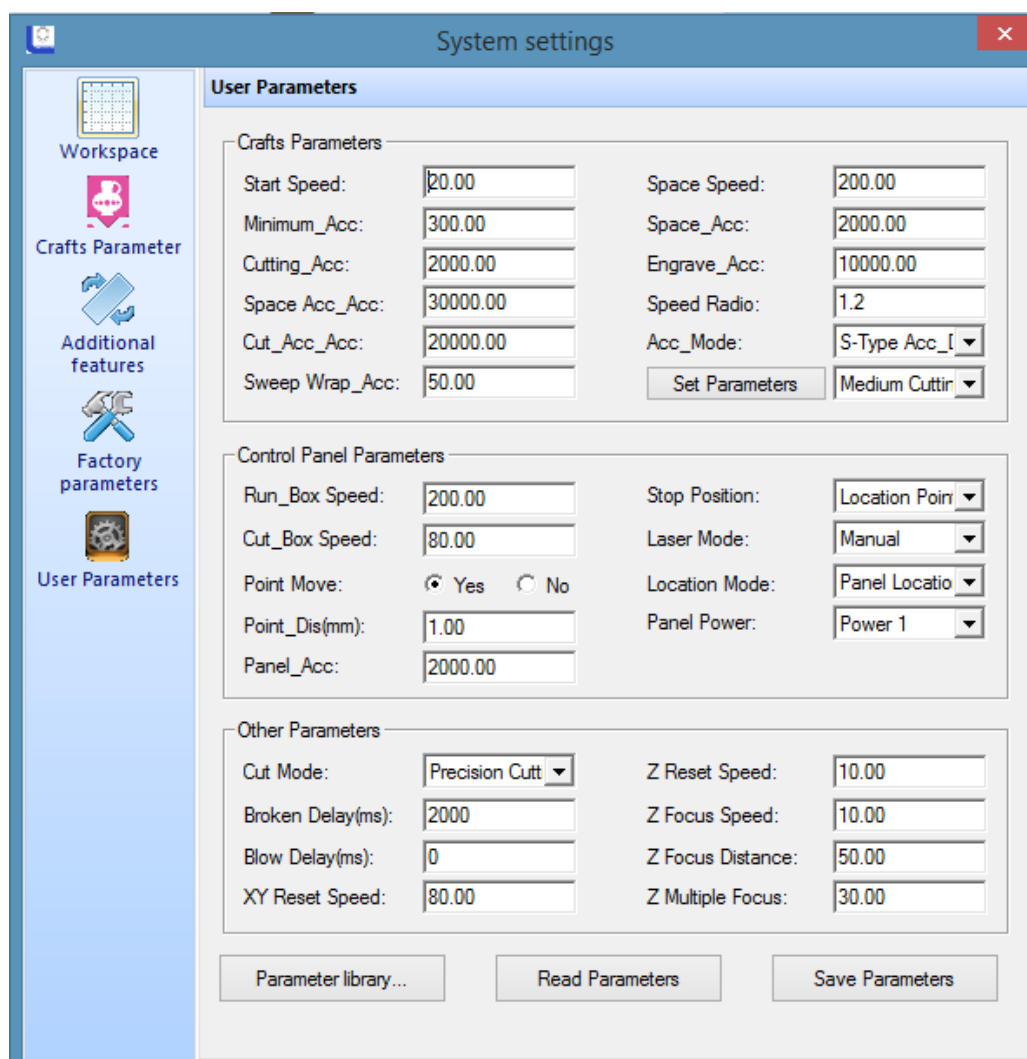 System settings
Workspace
Crafts Parameter
Additional
features
Factory
parameters
User Parameters
User Parameters
Crafts Parameters
Start Speed: 20.00 Space Speed: 200.00
Minimum_Acc: 300.00 Space_Acc: 2000.00
Cutting_Acc: 2000.00 Engrave_Acc: 10000.00
Space Acc_Acc: 30000.00 Speed Radio: 1.2
Cut_Acc_Acc: 20000.00 Acc_Mode: S-Type Acc_
Sweep Wrap_Acc: 50.00 Set Parameters Medium Cuttin
Control Panel Parameters
Run_Box Speed: 200.00 Stop Position: Location Poin
Cut_Box Speed: 80.00 Laser Mode: Manual
Point Move: Yes No Location Mode: Panel Locatio
Point_Dis(mm): 1.00 Panel Power: Power 1
Panel_Acc: 2000.00
Other Parameters
Cut Mode: Precision Cutt Z Reset Speed: 10.00
Broken Delay(ms): 2000 Z Focus Speed: 10.00
Blow Delay(ms): 0 Z Focus Distance: 50.00
XY Reset Speed: 80.00 Z Multiple Focus: 30.00
Parameter library... Read Parameters Save Parameters